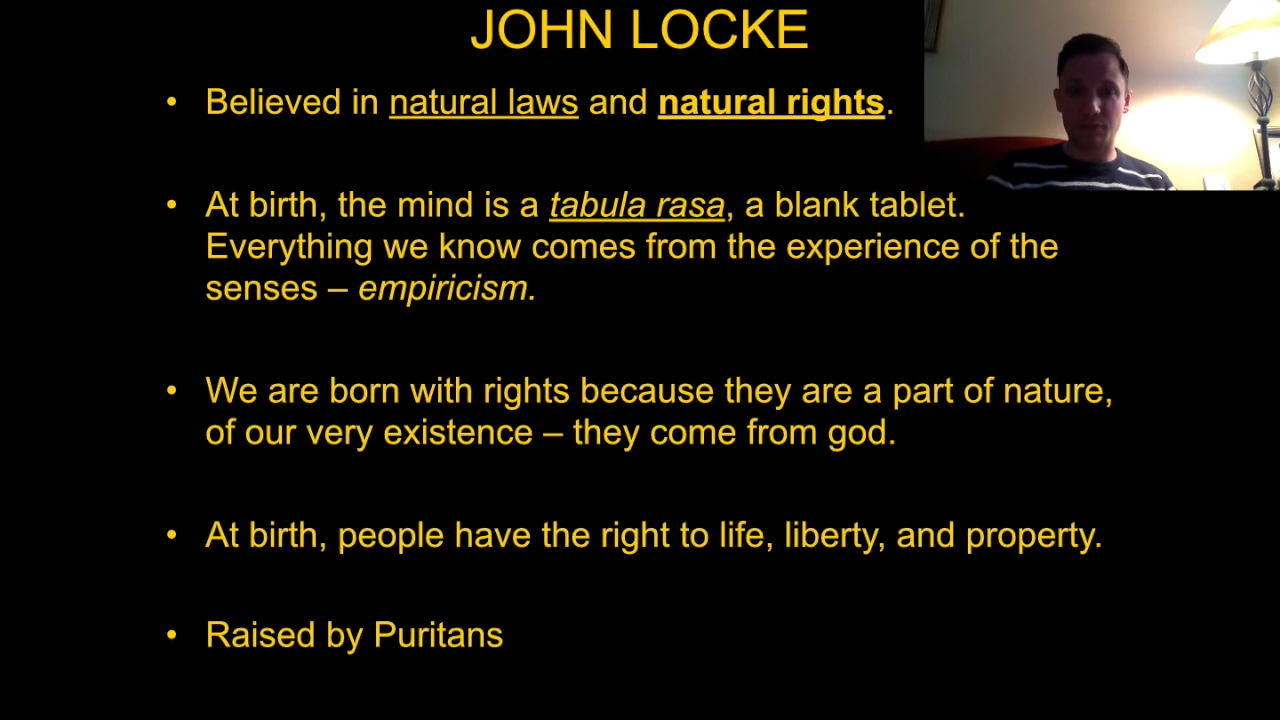 JOHN LOCKE
• Believed in natural laws and natural rights.
• At birth, the mind is a tabula rasa, a blank tablet.
Everything we know comes from the experience of the
senses – empiricism.
• We are born with rights because they are a part of nature,
of our very existence – they come from god.
• At birth, people have the right to life, liberty, and property.
• Raised by Puritans